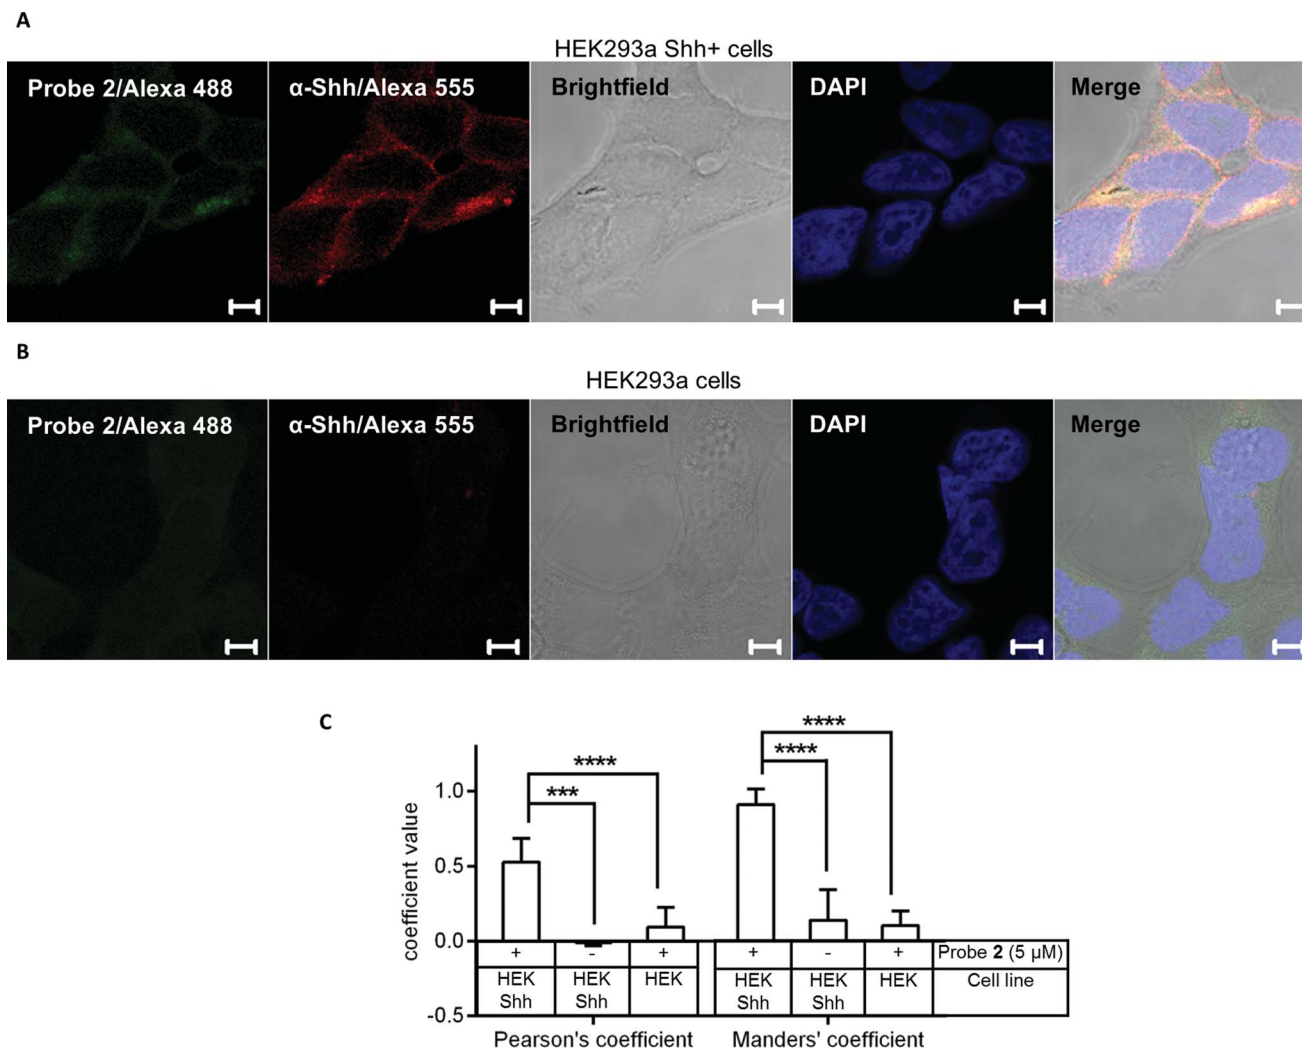 A
HEK293a Shh+ cells
Probe 2/Alexa 488
α-Shh/Alexa 555
Brightfield
DAPI
Merge
B
HEK293a cells
Probe 2/Alexa 488
α-Shh/Alexa 555
Brightfield
DAPI
Merge
C
****
****
****
***
1.0
0.5
0.0
-0.5
coefficient value
+ - + + - + Probe 2 (5 μM)
HEK HEK HEK HEK HEK HEK Cell line
Shh Shh Shh Shh
Pearson's coefficient Manders' coefficient